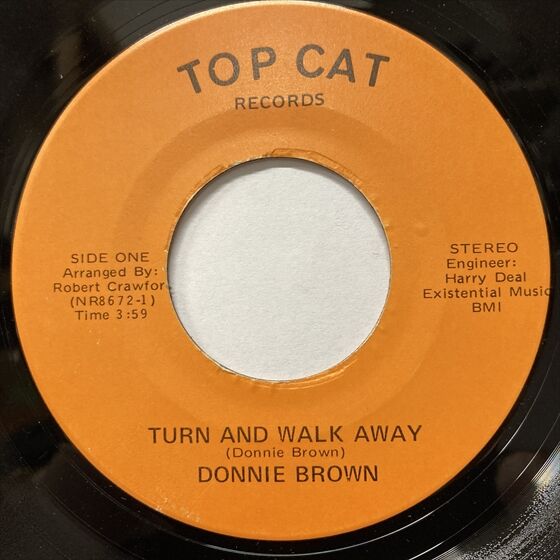 TOP CAT
RECORDS
SIDE ONE
Arranged By:
Robert Crawfor
(NR8672-1)
Time 3:59
STEREO
Engineer:
Harry Deal
Existential Music
BMI
TURN AND WALK AWAY
(Donnie Brown)
DONNIE BROWN